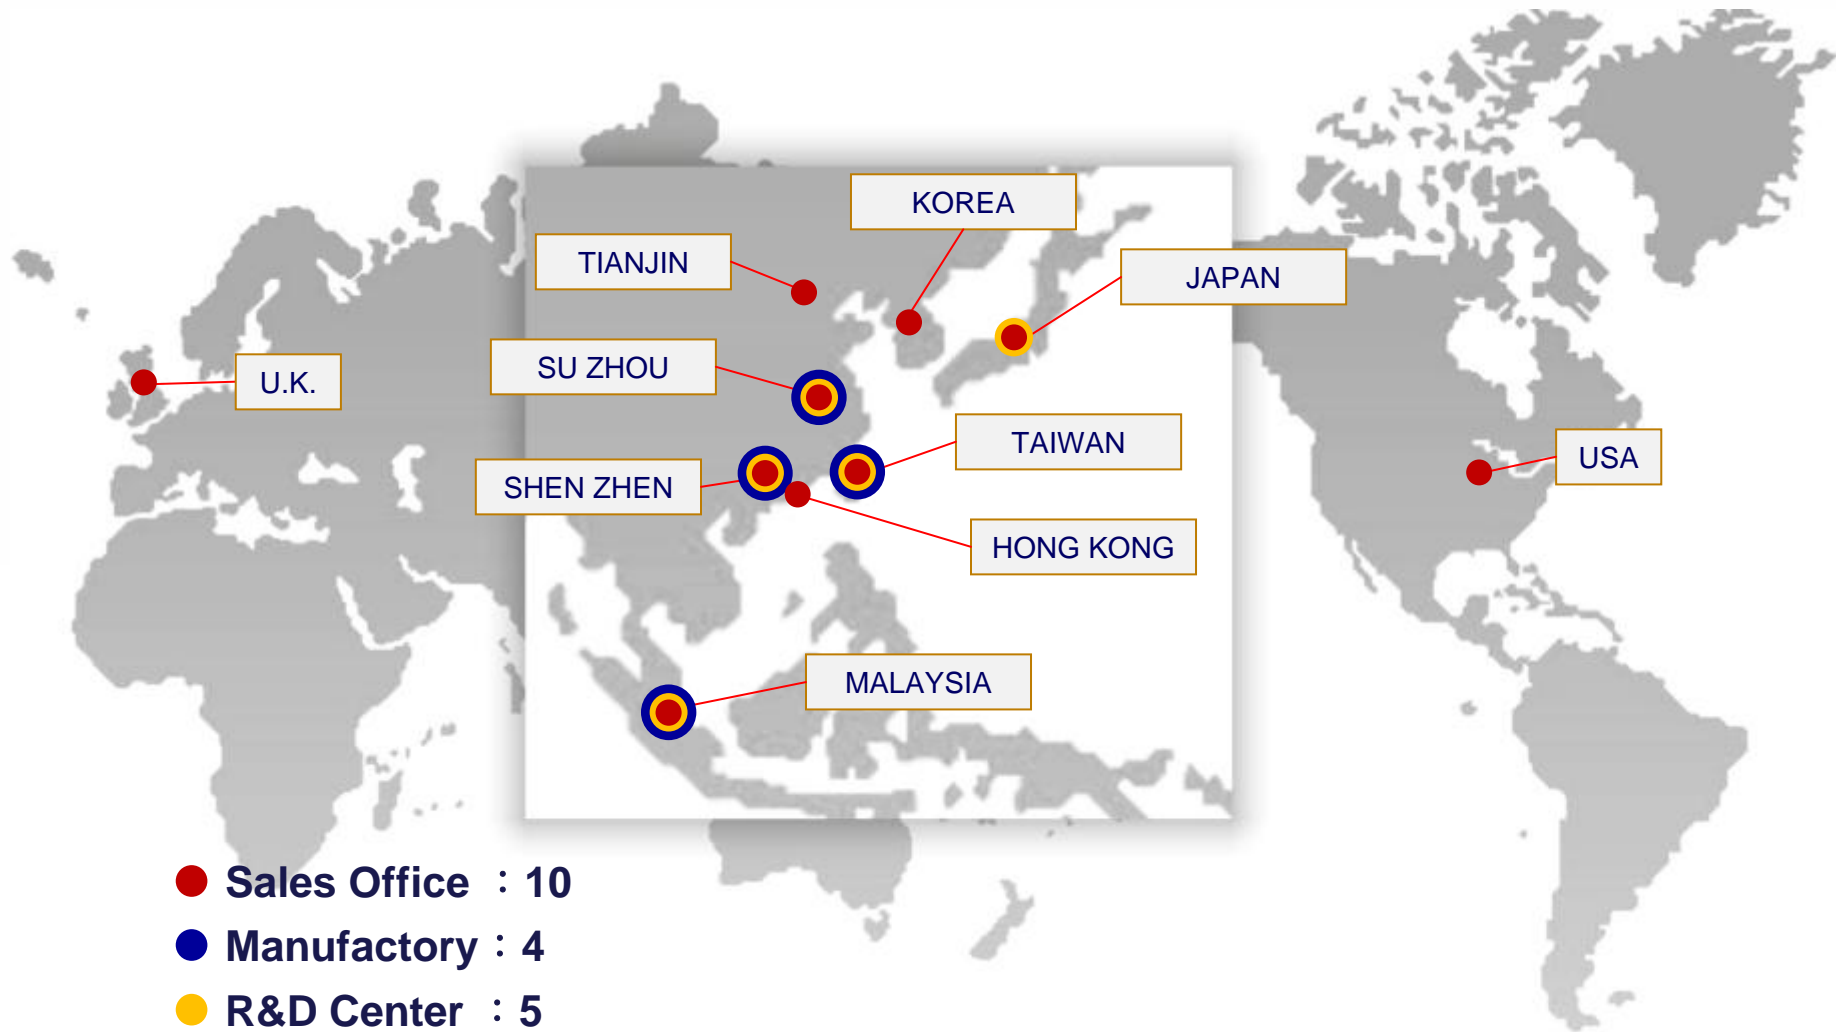 KOREA
TIANJIN
JAPAN
SU ZHOU
U.K.
TAIWAN
USA
SHEN ZHEN
HONG KONG
MALAYSIA
Sales Office ：10
Manufactory：4
R&D Center ：5